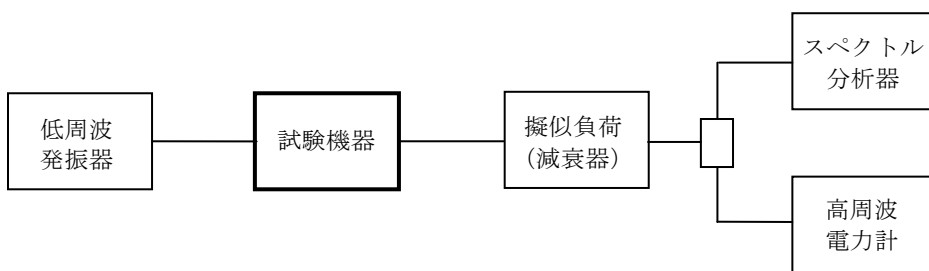 低周波
発振器
試験機器
擬似負荷
(減衰器)
スペクトル
分析器
高周波
電力計